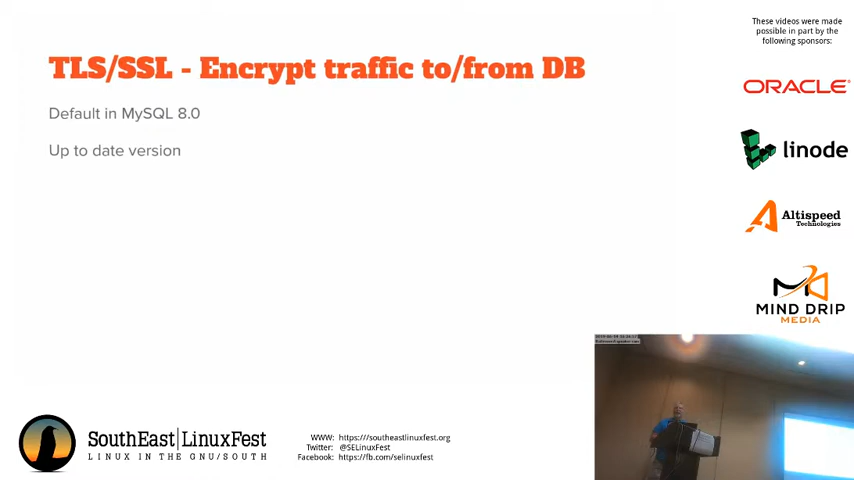 TLS/SSL - Encrypt traffic to/from DB
Default in MySQL 8.0
Up to date version
These videos were made
possible in part by the
following sponsors:
ORACLE
linode
Altispeed
Technologies
MIND DRIP
MEDIA
SouthEast|LinuxFest
LINUX IN THE GNU/SOUTH
WWW: https:///southeastlinuxfest.org
Twitter: @SELinuxFest
Facebook: https://fb.com/selinuxfest